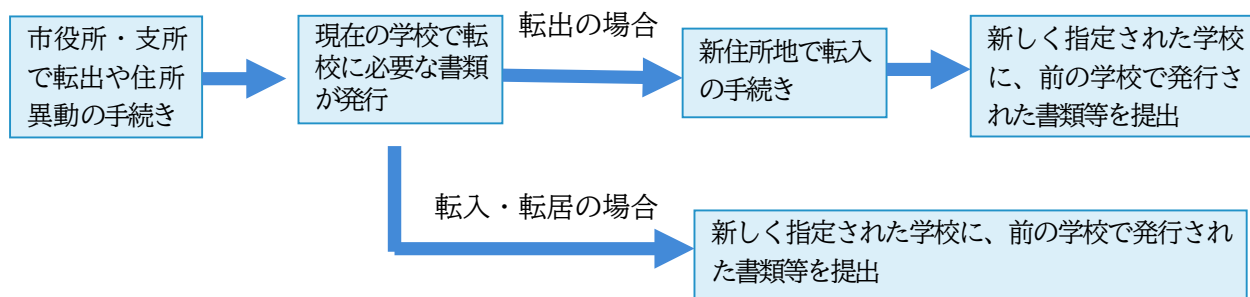 市役所・支所
で転出や住所
異動の手続き
現在の学校で転
校に必要な書類
が発行
転出の場合
新住所地で転入
の手続き
新しく指定された学校
に、前の学校で発行さ
れた書類等を提出
転入・転居の場合
新しく指定された学校に、前の学校で発行され
た書類等を提出